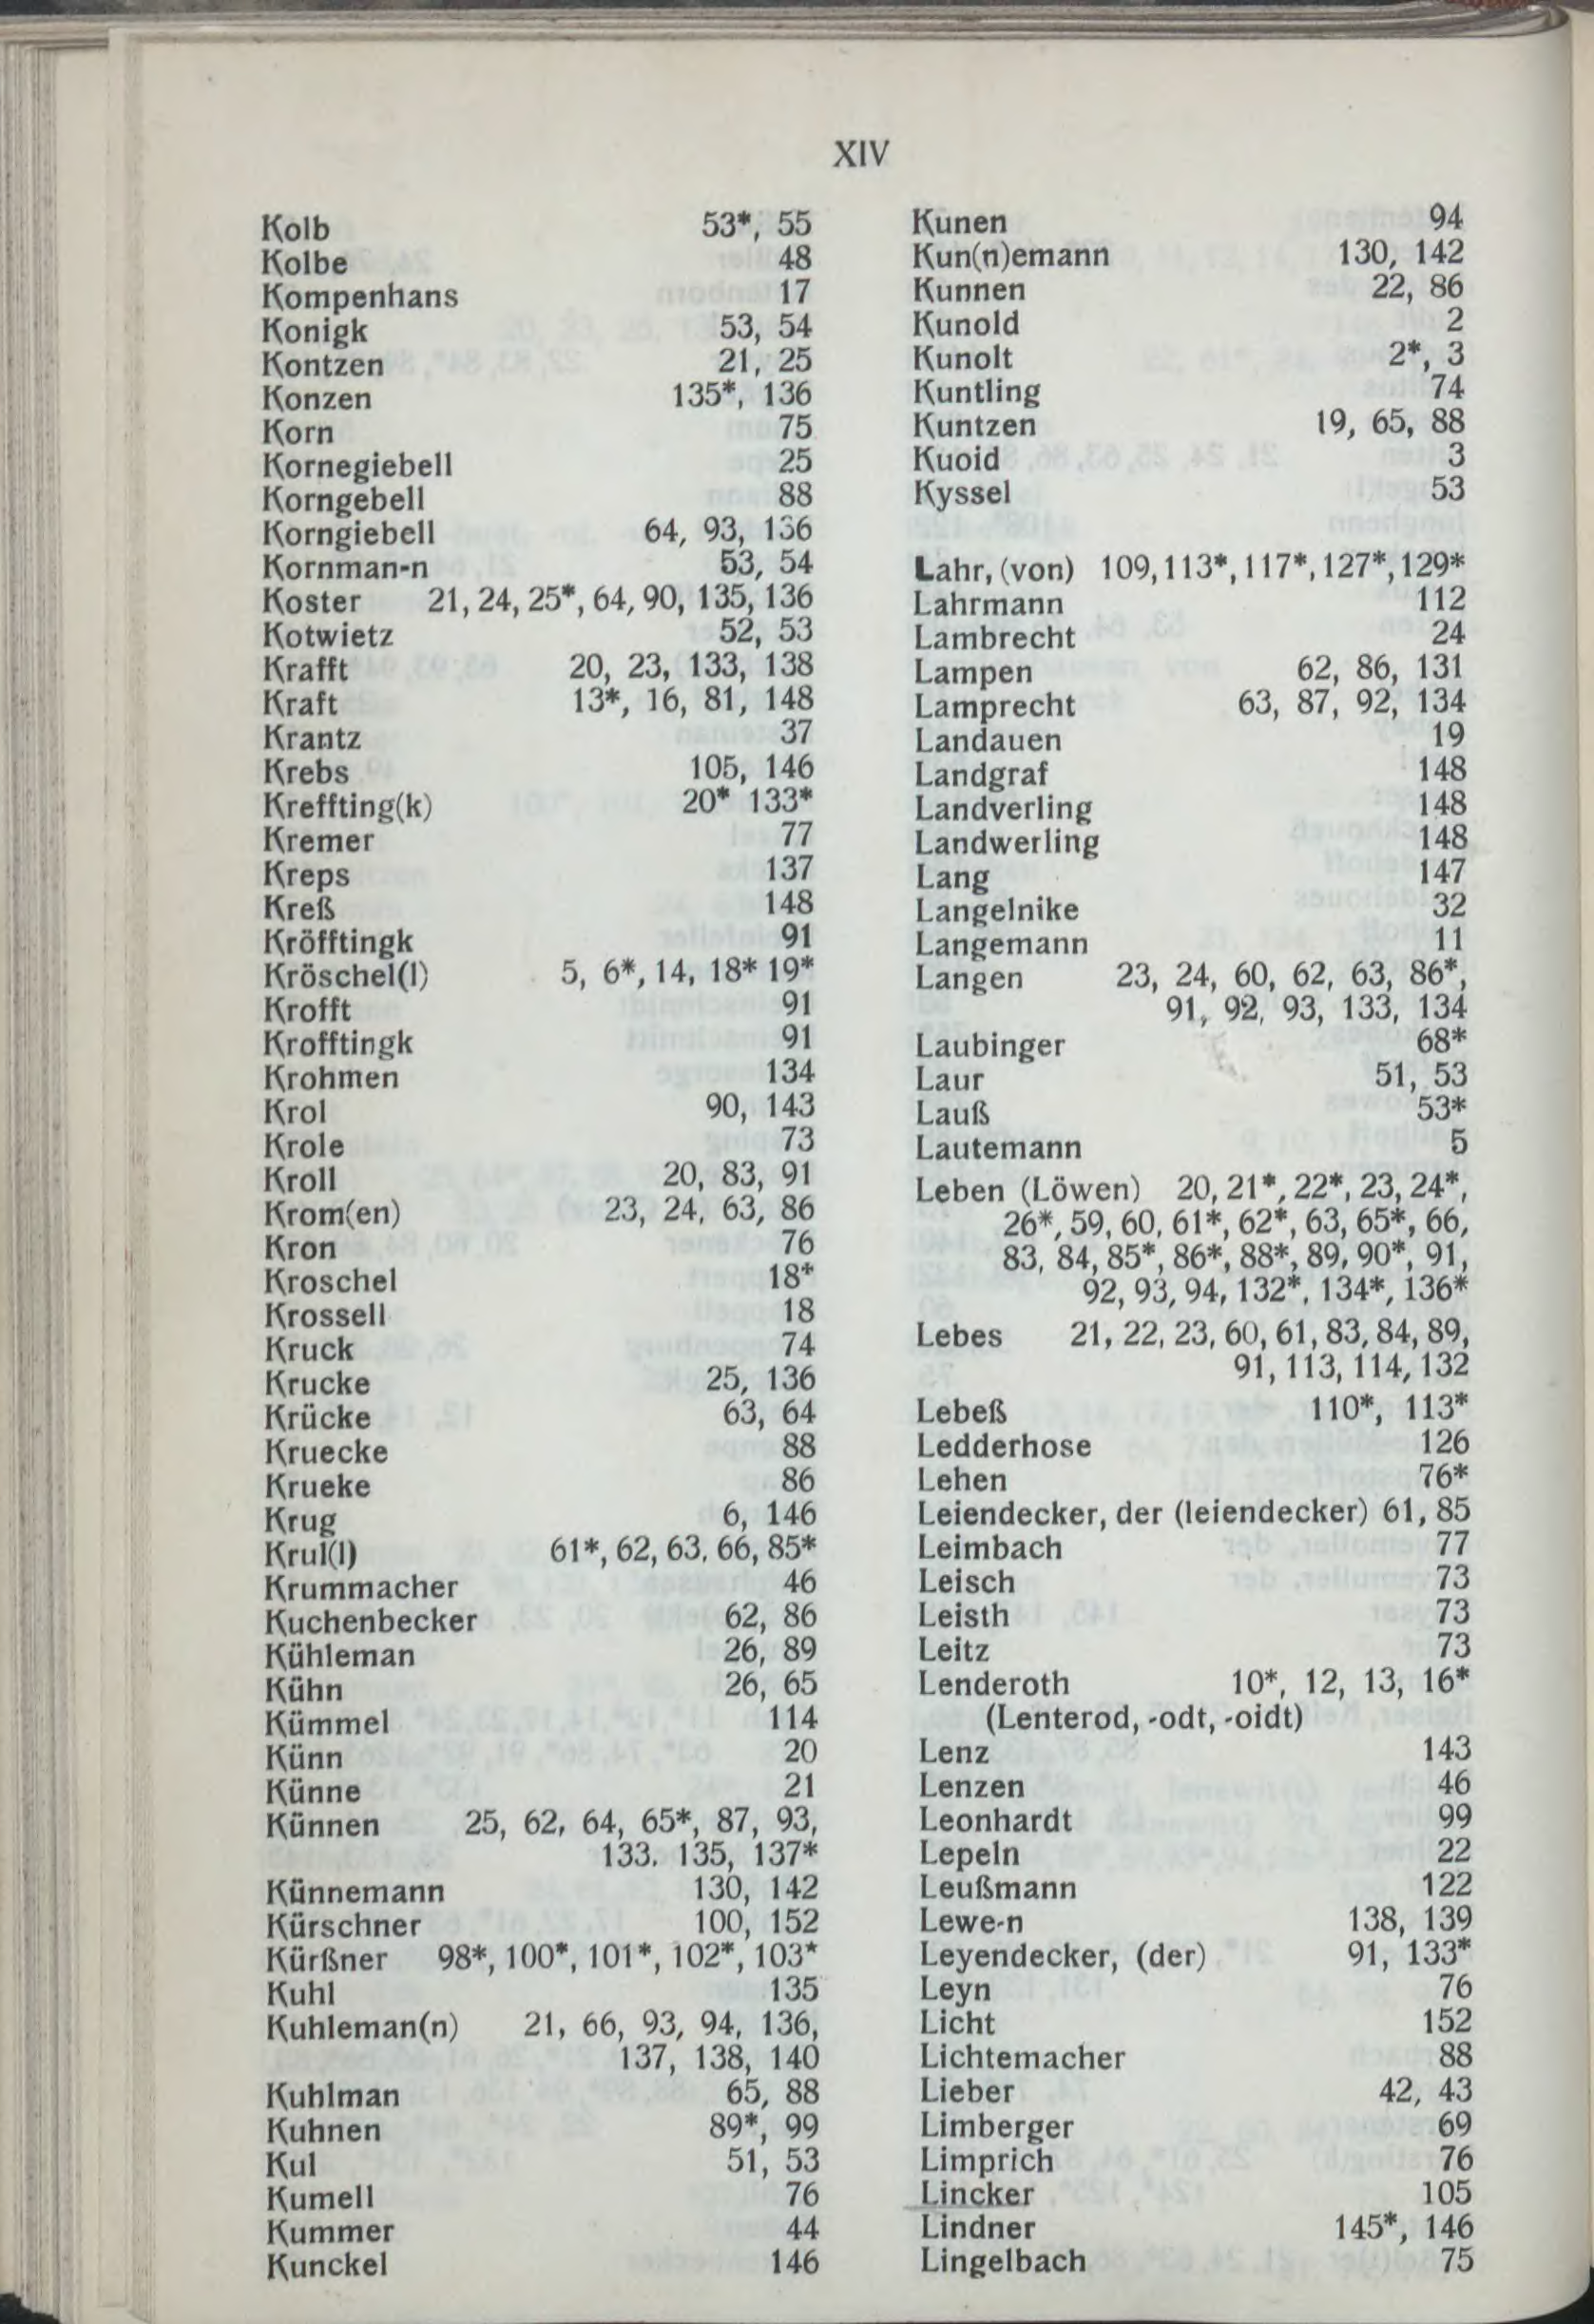 XIV
Kolb 53*, 55
Kolbe 48
Kompenhans 17
Konigk 53, 54
Kontzen 21, 25
Konzen 135*, 136
Korn 75
Kornegiebell 25
Korngebell 88
Korngiebell 64, 93, 136
Kornman-n 53, 54
Koster 21, 24, 25*, 64, 90, 135, 136
Kotwietz 52, 53
Krafft 20, 23, 133, 138
Kraft 13*, 16, 81, 148
Krantz 37
Krebs 105, 146
Kreffting(k) 20* 133*
Kremer 77
Kreps 137
Kreß 148
Kröfftingk 91
Kröschel(l) 5, 6*, 14, 18* 19*
Krofft 91
Krofftingk 91
Krohmen 134
Krol 90, 143
Krole 73
Kroll 20, 83, 91
Krom(en) 23, 24, 63, 86
Kron 76
Kroschel 18*
Krossell 18
Kruck 74
Krucke 25, 136
Krücke 63, 64
Kruecke 88
Krueke 86
Krug 6, 146
Krul(l) 61*, 62, 63, 66, 85*
Krummacher 46
Kuchenbecker 62, 86
Kühleman 26, 89
Kühn 26, 65
Kümmel 114
Künn 20
Künne 21
Künnen 25, 62, 64, 65*, 87, 93,
133, 135, 137*
Künnemann 130, 142
Kürschner 100, 152
Kürßner 98*, 100*, 101*, 102*, 103*
Kuhl 135
Kuhleman(n) 21, 66, 93, 94, 136,
137, 138, 140
Kuhlman 65, 88
Kuhnen 89*, 99
Kul 51, 53
Kumell 76
Kummer 44
Kunckel 146
Kunen 94
Kun(n)emann 130, 142
Kunnen 22, 86
Kunold 2
Kunolt 2*, 3
Kuntling 74
Kuntzen 19, 65, 88
Kuoid 3
Kyssel 53
Lahr, (von) 109, 113*, 117*, 127*, 129*
Lahrmann 112
Lambrecht 24
Lampen 62, 86, 131
Lamprecht 63, 87, 92, 134
Landauen 19
Landgraf 148
Landverling 148
Landwerling 148
Lang 147
Langelnike 32
Langemann 11
Langen 23, 24, 60, 62, 63, 86*,
91, 92, 93, 133, 134
Laubinger 68*
Laur 51, 53
Lauß 53*
Lautemann 5
Leben (Löwen) 20, 21*, 22*, 23, 24*,
26*, 59, 60, 61*, 62*, 63, 65*, 66,
83, 84, 85*, 86*, 88*, 89, 90*, 91,
92, 93, 94, 132*, 134*, 136*
Lebes 21, 22, 23, 60, 61, 83, 84, 89,
91, 113, 114, 132
Lebeß 110*, 113*
Ledderhose 126
Lehen 76*
Leiendecker, der (leiendecker) 61, 85
Leimbach 77
Leisch 73
Leisth 73
Leitz 73
Lenderoth 10*, 12, 13, 16*
(Lenterod, -odt, -oidt)
Lenz 143
Lenzen 46
Leonhardt 99
Lepeln 22
Leußmann 122
Lewe-n 138, 139
Leyendecker, (der) 91, 133*
Leyn 76
Licht 152
Lichtemacher 88
Lieber 42, 43
Limberger 69
Limprich 76
Lincker 105
Lindner 145*, 146
Lingelbach 75